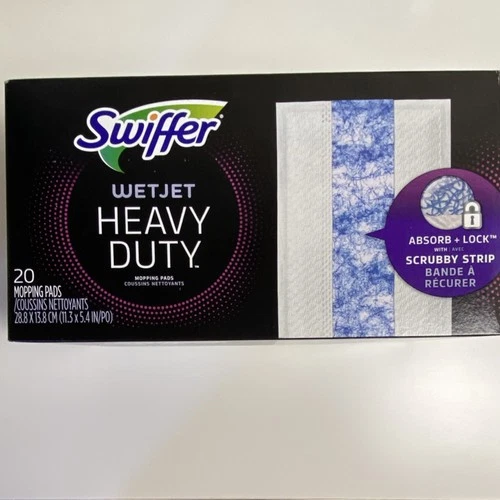 Swiffer
WETJET
HEAVY
DUTY™
MOPPING PADS
COUSSINS NETTOYANTS
20
MOPPING PADS
/COUSSINS NETTOYANTS
28.8 X 13.8 CM (11.3 x 5.4 IN/PO)
ABSORB + LOCK™
WITH / AVEC
SCRUBBY STRIP
BANDE À
RÉCURER